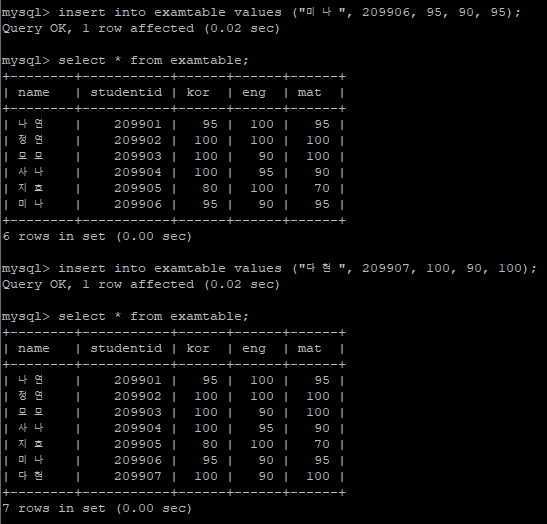 mysql> insert into examtable values ("미나", 209906, 95, 90, 95);
Query OK, 1 row affected (0.02 sec)
mysql> select * from examtable;
+--------+-----------+------+------+------+
| name   | studentid | kor  | eng  | mat  |
+--------+-----------+------+------+------+
| 나연   |    209901 |   95 |  100 |   95 |
| 정연   |    209902 |  100 |  100 |  100 |
| 모모   |    209903 |  100 |   90 |  100 |
| 사나   |    209904 |  100 |   95 |   90 |
| 지효   |    209905 |   80 |  100 |   70 |
| 미나   |    209906 |   95 |   90 |   95 |
+--------+-----------+------+------+------+
6 rows in set (0.00 sec)
mysql> insert into examtable values ("다현", 209907, 100, 90, 100);
Query OK, 1 row affected (0.02 sec)
mysql> select * from examtable;
+--------+-----------+------+------+------+
| name   | studentid | kor  | eng  | mat  |
+--------+-----------+------+------+------+
| 나연   |    209901 |   95 |  100 |   95 |
| 정연   |    209902 |  100 |  100 |  100 |
| 모모   |    209903 |  100 |   90 |  100 |
| 사나   |    209904 |  100 |   95 |   90 |
| 지효   |    209905 |   80 |  100 |   70 |
| 미나   |    209906 |   95 |   90 |   95 |
| 다현   |    209907 |  100 |   90 |  100 |
+--------+-----------+------+------+------+
7 rows in set (0.00 sec)